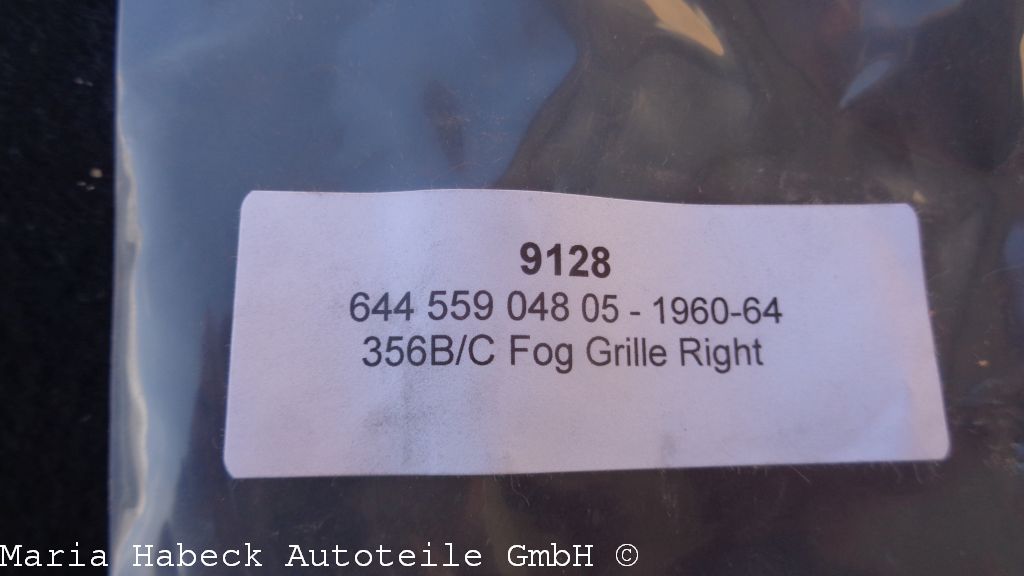 9128
644 559 048 05 - 1960-64
356B/C Fog Grille Right
Maria Habeck Autoteile GmbH ©